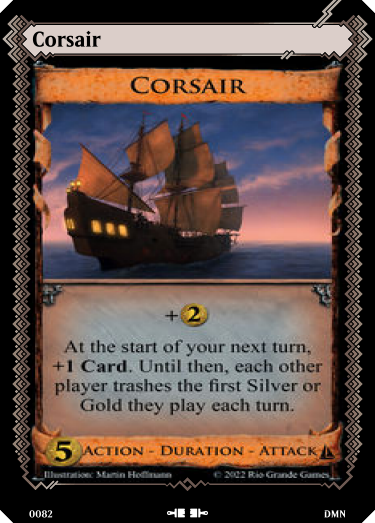 Corsair
CORSAIR
+2
At the start of your next turn,
+1 Card. Until then, each other
player trashes the first Silver or
Gold they play each turn.
5 ACTION - DURATION - ATTACK
Illustration: Martin Hoffmann © 2022 Rio Grande Games
0082 DMN